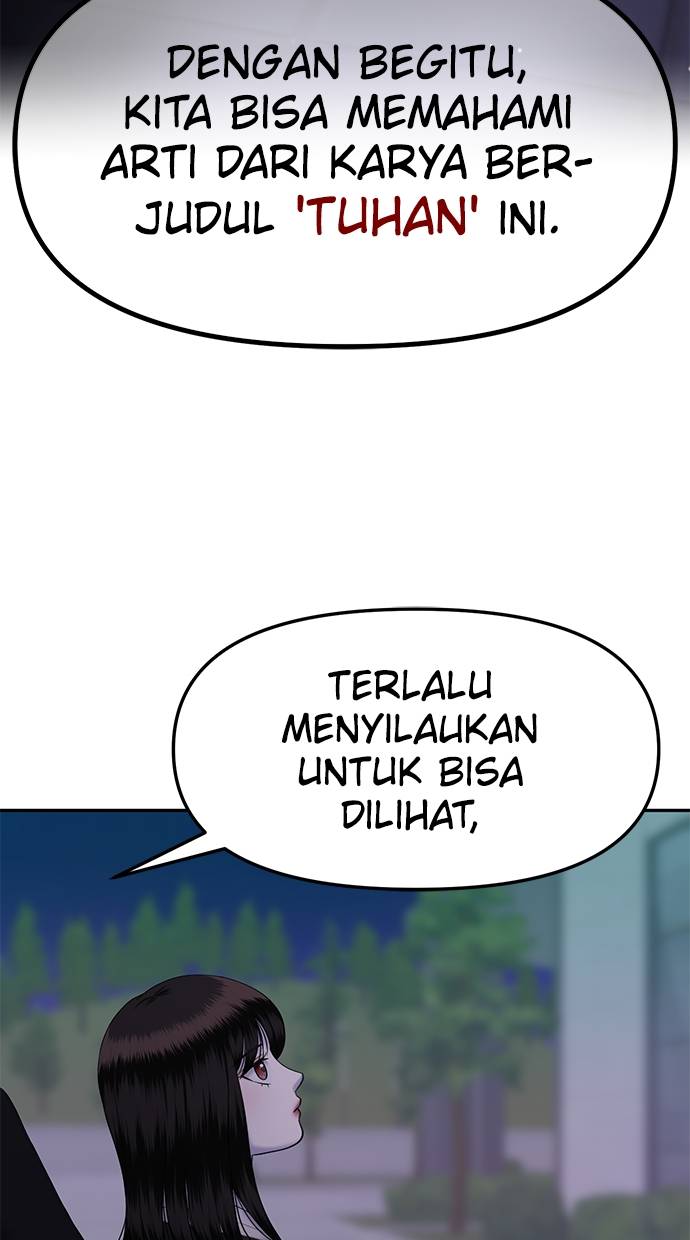 DENGAN BEGITU,
KITA BISA MEMAHAMI
ARTI DARI KARYA BER-
JUDUL 'TUHAN' INI.
TERLALU
MENYILAUKAN
UNTUK BISA
DILIHAT,